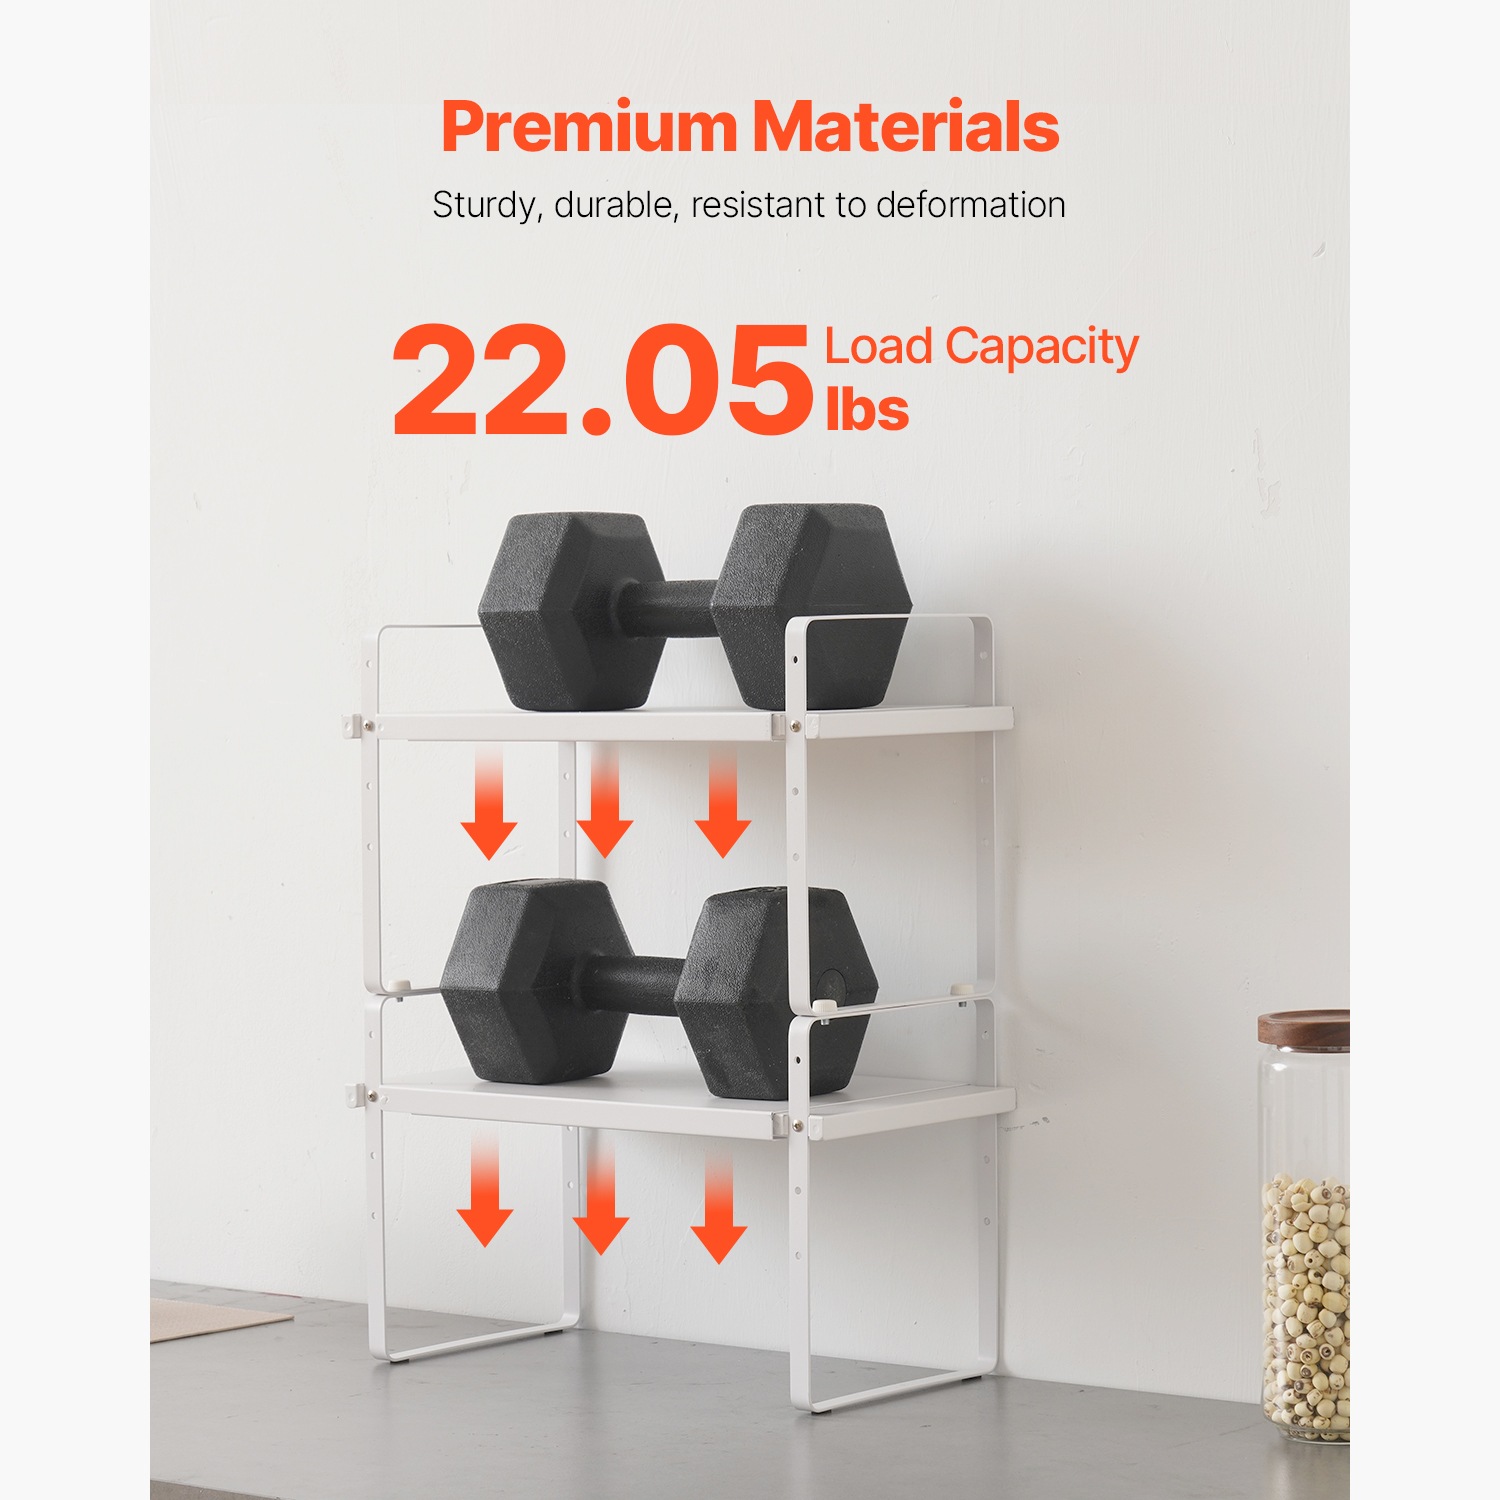 Premium Materials
Sturdy, durable, resistant to deformation
22.05 Load Capacity
lbs